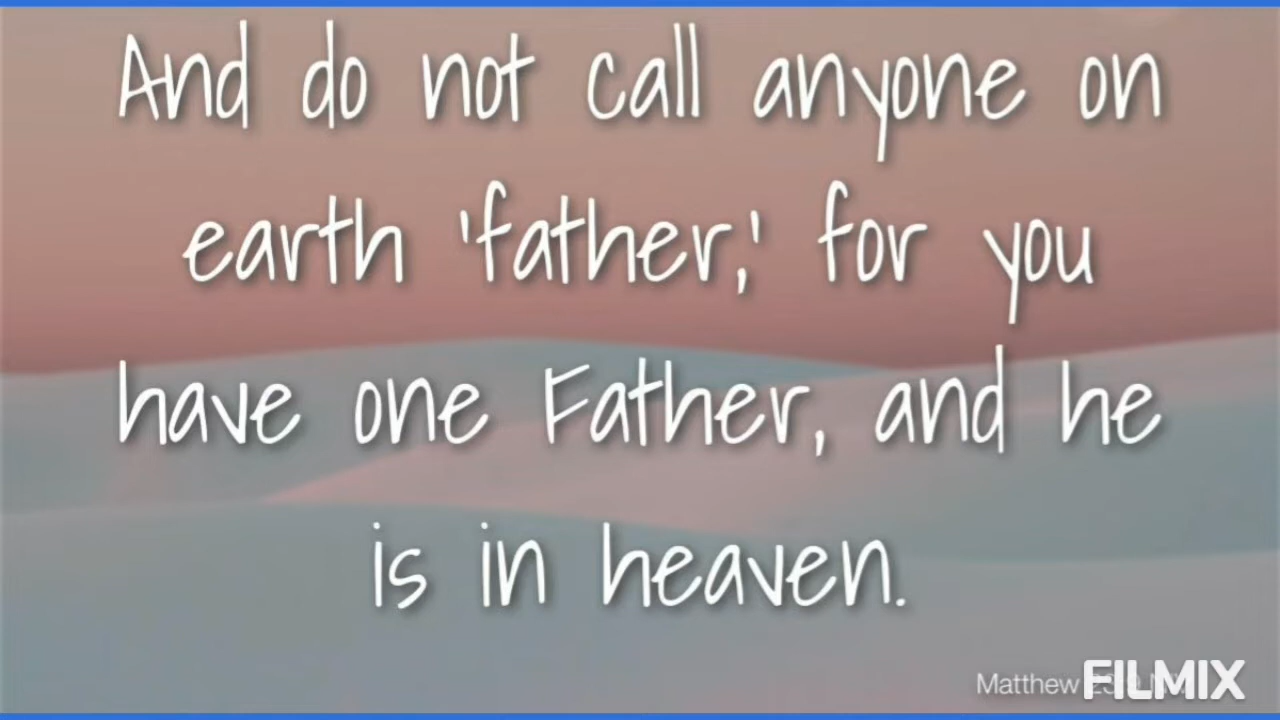 And do not call anyone on
earth 'father,' for you
have one Father, and he
is in heaven.
Matthew
FILMIX